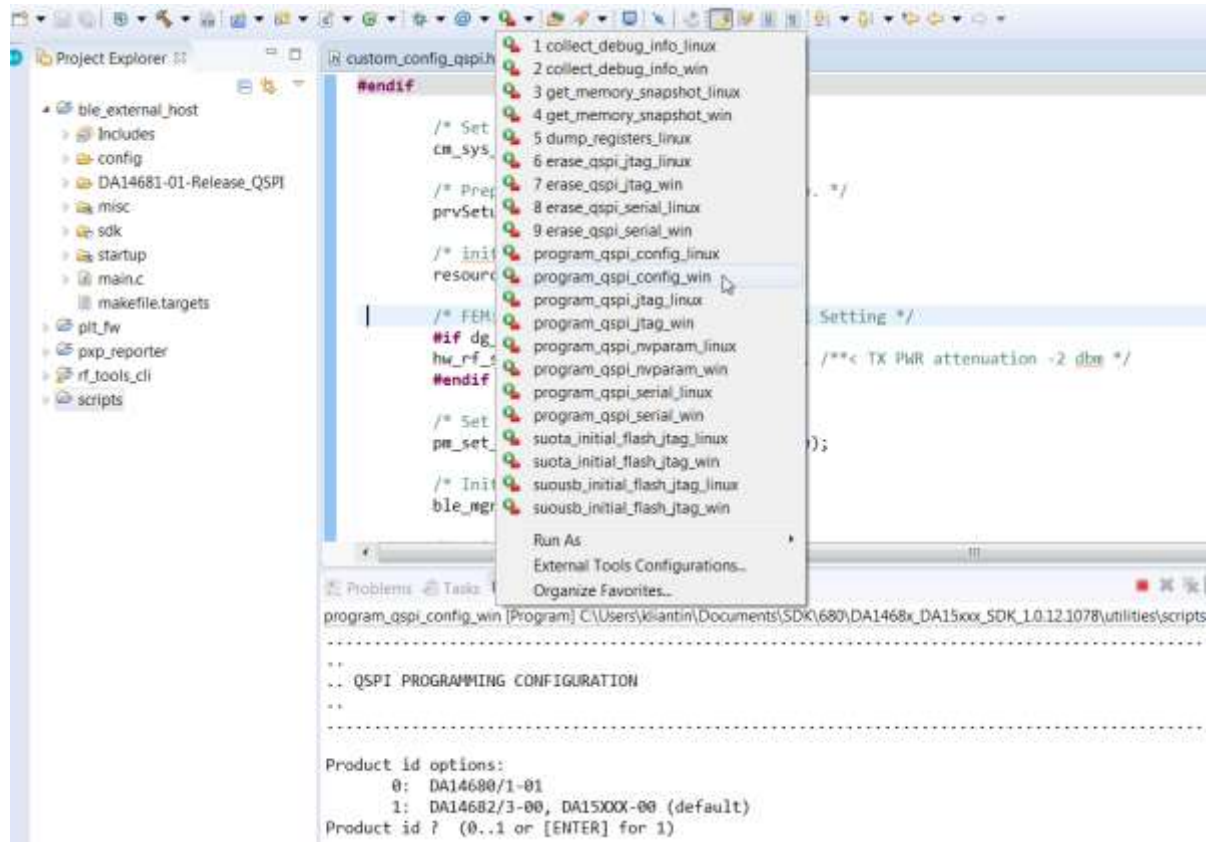 Project Explorer
ble_external_host
Includes
config
DA14681-01-Release_QSPI
misc
sdk
startup
main.c
makefile.targets
plt_fw
pxp_reporter
rf_tools_cli
scripts
custom_config_qspi.h
#endif
/* Set
cm_sys_
/* Prep
. */
prvSetu
/* init
resourc
/* FEM
Setting */
#if dg_
hw_rf_s
/**< TX PWR attenuation -2 dbm */
#endif
/* Set
pm_set_
);
/* Init
ble_mgr
1 collect_debug_info_linux
2 collect_debug_info_win
3 get_memory_snapshot_linux
4 get_memory_snapshot_win
5 dump_registers_linux
6 erase_qspi_jtag_linux
7 erase_qspi_jtag_win
8 erase_qspi_serial_linux
9 erase_qspi_serial_win
program_qspi_config_linux
program_qspi_config_win
program_qspi_jtag_linux
program_qspi_jtag_win
program_qspi_nvparam_linux
program_qspi_nvparam_win
program_qspi_serial_linux
program_qspi_serial_win
suota_initial_flash_jtag_linux
suota_initial_flash_jtag_win
suousb_initial_flash_jtag_linux
suousb_initial_flash_jtag_win
Run As
External Tools Configurations...
Organize Favorites...
Problems Tasks
program_qspi_config_win [Program] C:\Users\kliantin\Documents\SDK\680\DA1468x_DA15xxx_SDK_1.0.12.1078\utilities\scripts
..
.. QSPI PROGRAMMING CONFIGURATION
..
Product id options:
0: DA14680/1-01
1: DA14682/3-00, DA15XXX-00 (default)
Product id ? (0..1 or [ENTER] for 1)